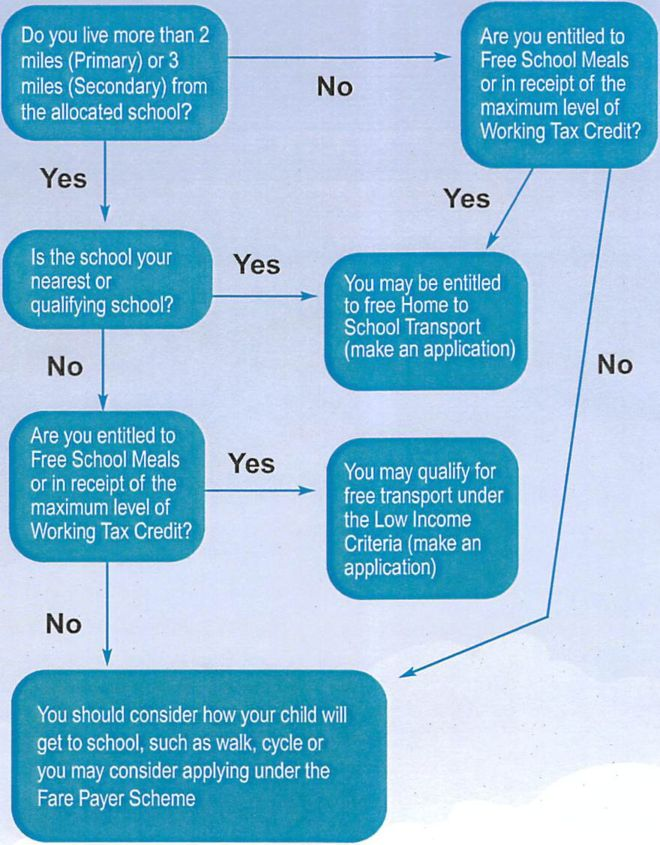 Do you live more than 2
miles (Primary) or 3
miles (Secondary) from
the allocated school?
No
Are you entitled to
Free School Meals
or in receipt of the
maximum level of
Working Tax Credit?
Yes
Yes
Is the school your
nearest or
qualifying school?
Yes
You may be entitled
to free Home to
School Transport
(make an application)
No
No
Are you entitled to
Free School Meals
or in receipt of the
maximum level of
Working Tax Credit?
Yes
You may qualify for
free transport under
the Low Income
Criteria (make an
application)
No
You should consider how your child will
get to school, such as walk, cycle or
you may consider applying under the
Fare Payer Scheme